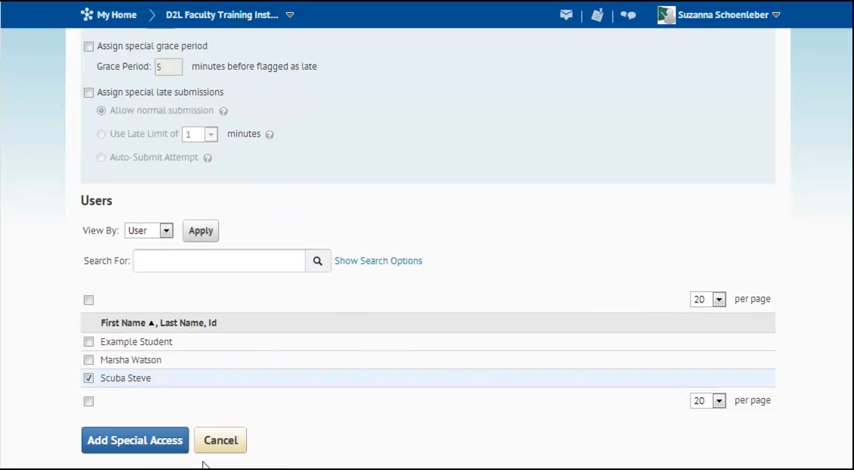 My Home D2L Faculty Training Inst... Suzanna Schoenleber
Assign special grace period
Grace Period: 5 minutes before flagged as late
Assign special late submissions
Allow normal submission ?
Use Late Limit of 1 minutes ?
Auto-Submit Attempt ?
Users
View By: User Apply
Search For: Show Search Options
20 per page
First Name ▲, Last Name, Id
Example Student
Marsha Watson
Scuba Steve
20 per page
Add Special Access Cancel